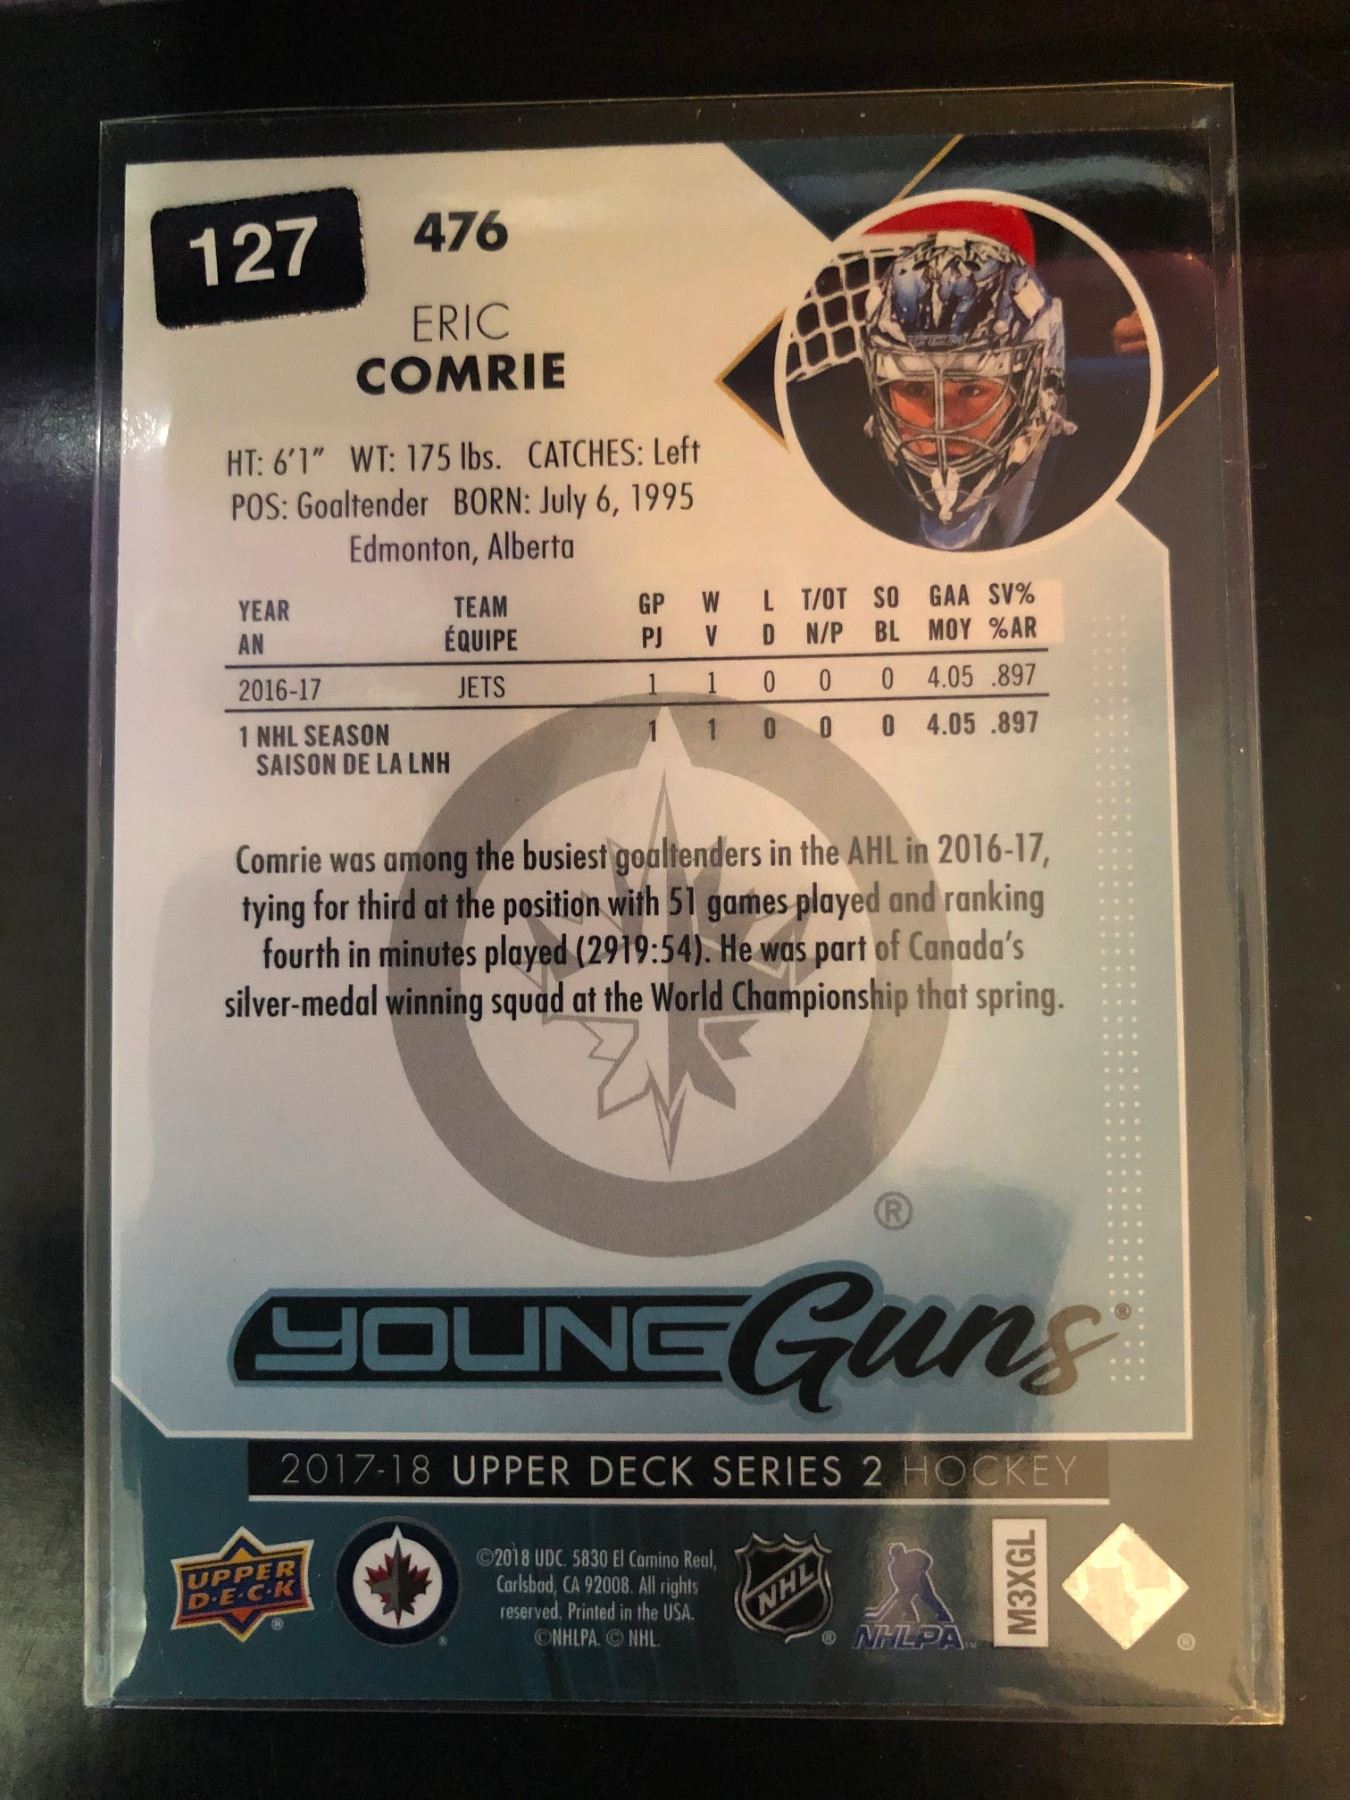 127
476
ERIC
COMRIE
HT: 6'1" WT: 175 lbs. CATCHES: Left
POS: Goaltender BORN: July 6, 1995
Edmonton, Alberta
YEAR TEAM GP W L T/OT SO GAA SV%
AN ÉQUIPE PJ V D N/P BL MOY %AR
2016-17 JETS 1 1 0 0 0 4.05 .897
1 NHL SEASON 1 1 0 0 0 4.05 .897
SAISON DE LA LNH
Comrie was among the busiest goaltenders in the AHL in 2016-17,
tying for third at the position with 51 games played and ranking
fourth in minutes played (2919:54). He was part of Canada's
silver-medal winning squad at the World Championship that spring.
®
YOUNG Guns®
2017-18 UPPER DECK SERIES 2 HOCKEY
UPPER
D·E·C·K
®
©2018 UDC. 5830 El Camino Real,
Carlsbad, CA 92008. All rights
reserved. Printed in the USA.
©NHLPA. © NHL.
NHL
®
NHLPA™
M3XGL
®